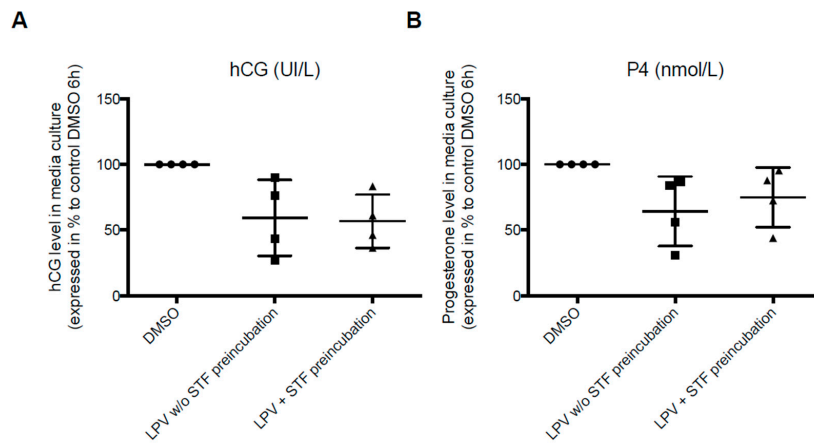 A
hCG (UI/L)
hCG level in media culture
(expressed in % to control DMSO 6h)
150
100
50
0
DMSO
LPV w/o STF preincubation
LPV + STF preincubation
B
P4 (nmol/L)
Progesterone level in media culture
(expressed in % to control DMSO 6h)
150
100
50
0
DMSO
LPV w/o STF preincubation
LPV + STF preincubation